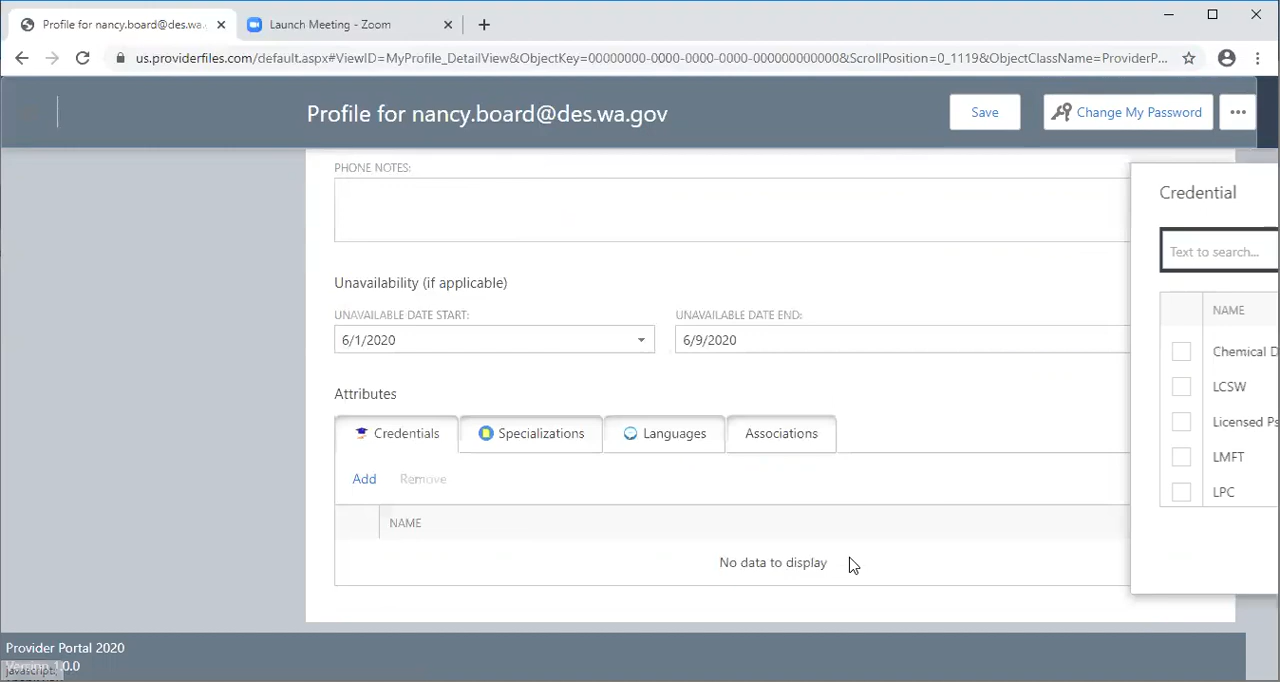 Profile for nancy.board@des.wa.
Launch Meeting - Zoom
us.providerfiles.com/default.aspx#ViewID=MyProfile_DetailView&ObjectKey=00000000-0000-0000-0000-000000000000&ScrollPosition=0_1119&ObjectClassName=ProviderP...
Profile for nancy.board@des.wa.gov
Save
Change My Password
PHONE NOTES:
Credential
Text to search...
Unavailability (if applicable)
UNAVAILABLE DATE START:
UNAVAILABLE DATE END:
6/1/2020
6/9/2020
NAME
Chemical D
LCSW
Licensed Ps
LMFT
LPC
Attributes
Credentials
Specializations
Languages
Associations
Add
Remove
NAME
No data to display
Provider Portal 2020
Version 1.0.0
javascript: